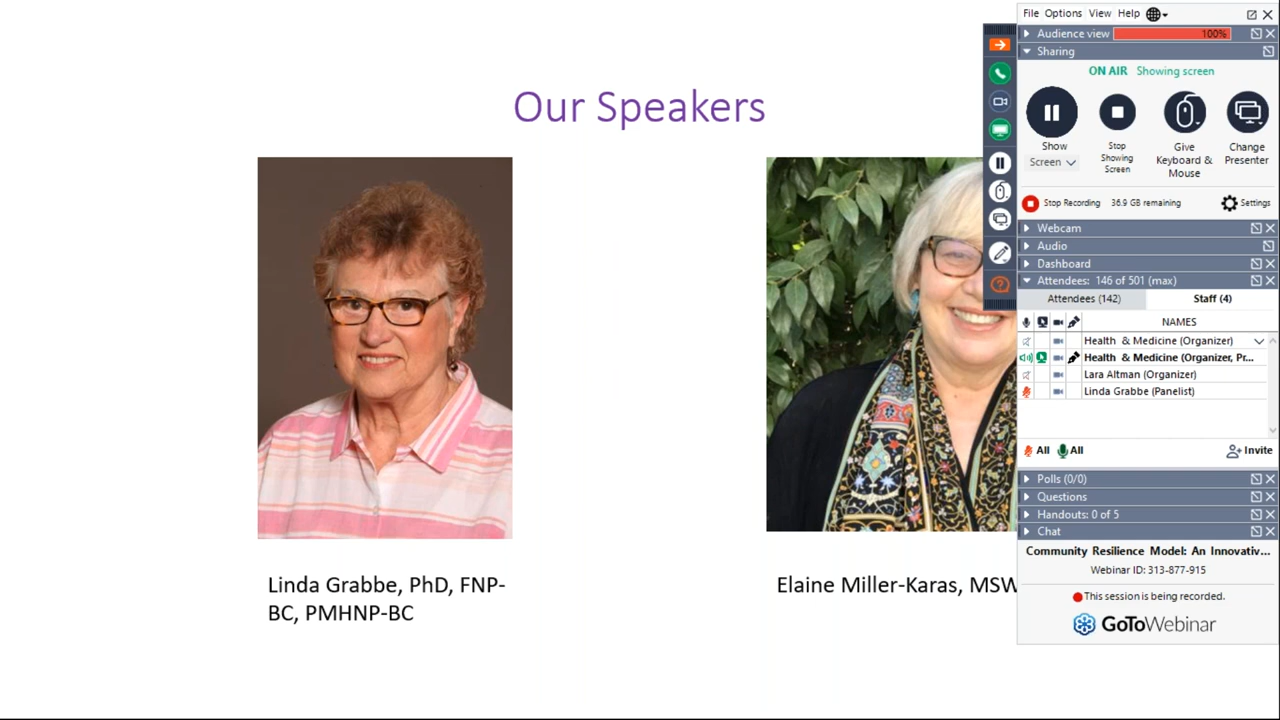 Our Speakers
Linda Grabbe, PhD, FNP-
BC, PMHNP-BC
Elaine Miller-Karas, MSW
File Options View Help
Audience view 100%
Sharing
ON AIR Showing screen
Show
Screen
Stop
Showing
Screen
Give
Keyboard &
Mouse
Change
Presenter
Stop Recording 36.9 GB remaining Settings
Webcam
Audio
Dashboard
Attendees: 146 of 501 (max)
Attendees (142) Staff (4)
NAMES
Health & Medicine (Organizer)
Health & Medicine (Organizer, Pr...
Lara Altman (Organizer)
Linda Grabbe (Panelist)
All All Invite
Polls (0/0)
Questions
Handouts: 0 of 5
Chat
Community Resilience Model: An Innovativ...
Webinar ID: 313-877-915
This session is being recorded.
GoToWebinar